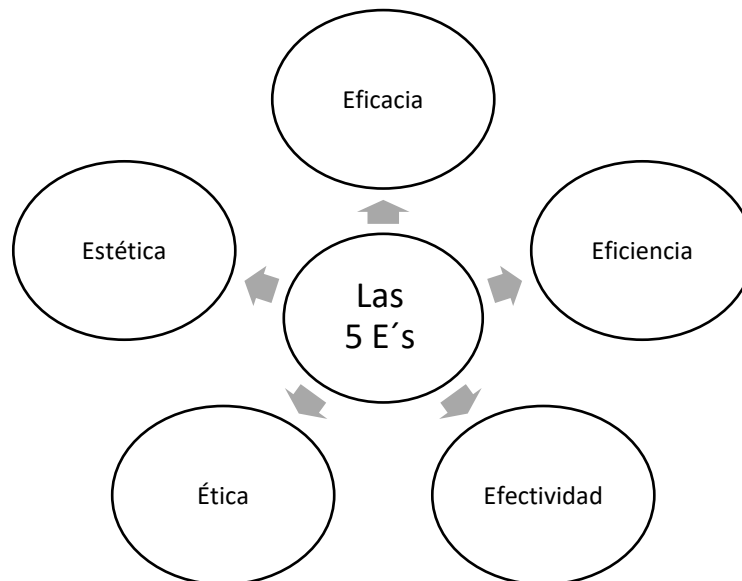 Eficacia
Estética
Eficiencia
Las
5 E´s
Ética
Efectividad